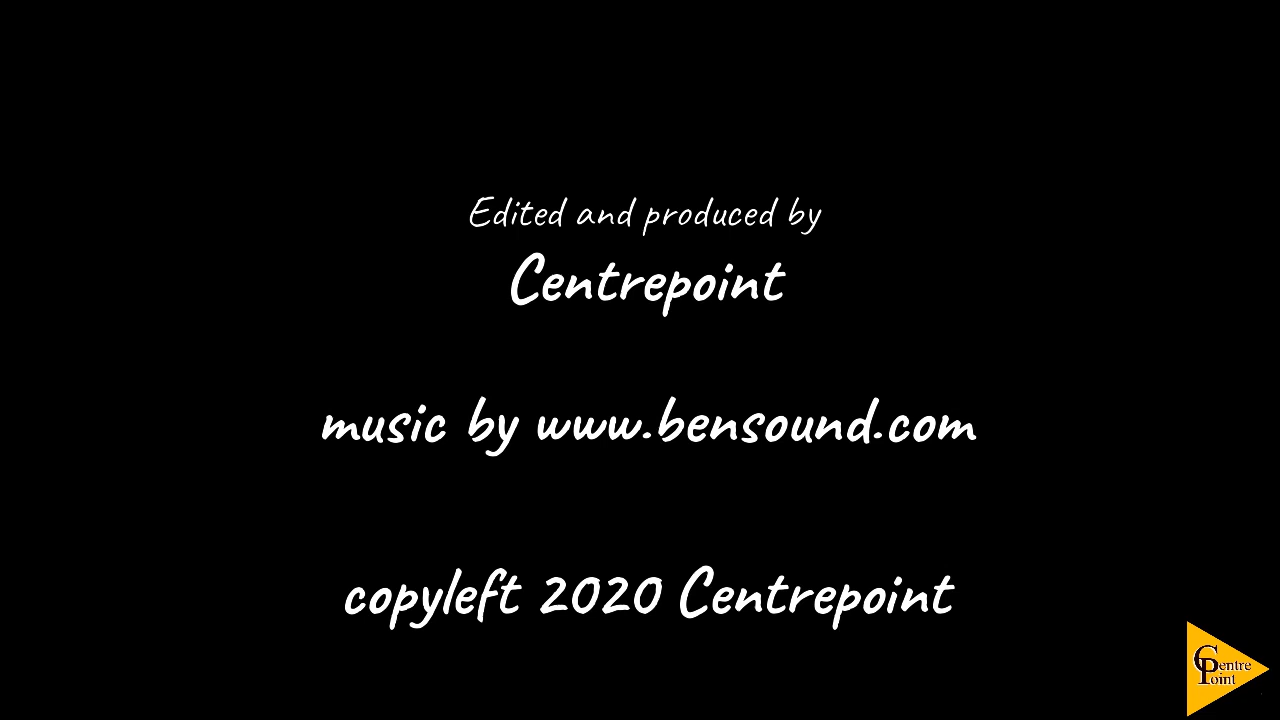 Edited and produced by
Centrepoint
music by www.bensound.com
copyleft 2020 Centrepoint
Centre
Point